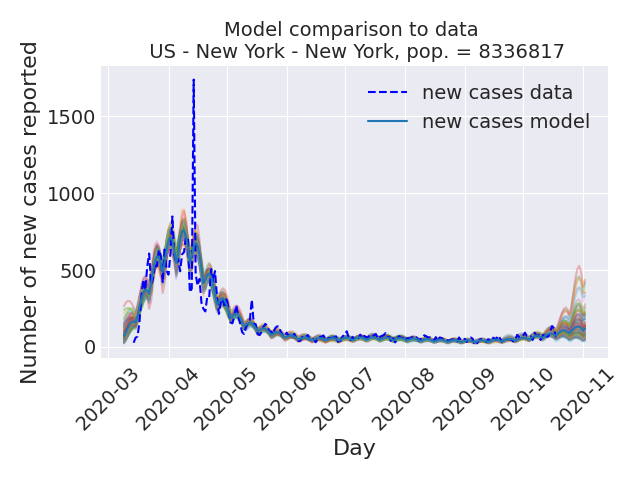 Model comparison to data
US - New York - New York, pop. = 8336817
Number of new cases reported
1500
1000
500
0
new cases data
new cases model
2020-03
2020-04
2020-05
2020-06
2020-07
2020-08
2020-09
2020-10
2020-11
Day